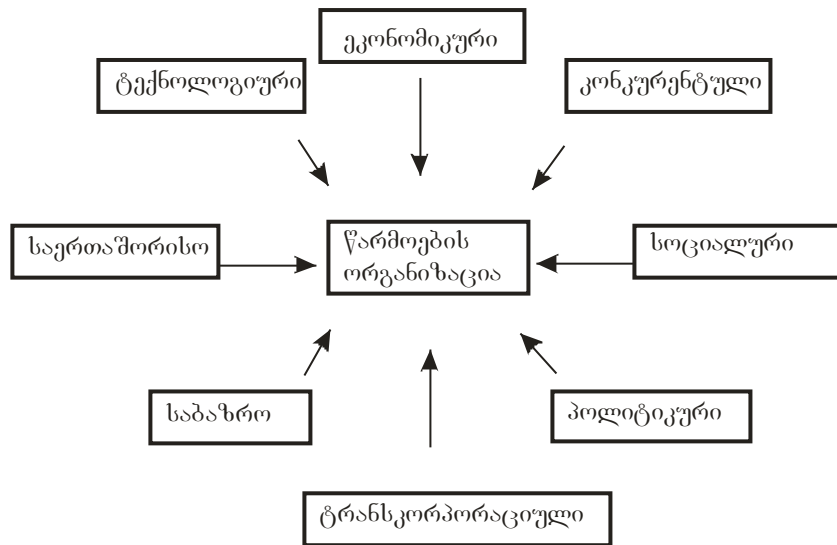 ეკონომიკური
ტექნოლოგიური
კონკურენტული
საერთაშორისო
წარმოების
ორგანიზაცია
სოციალური
საბაზრო
პოლიტიკური
ტრანსკორპორაციული